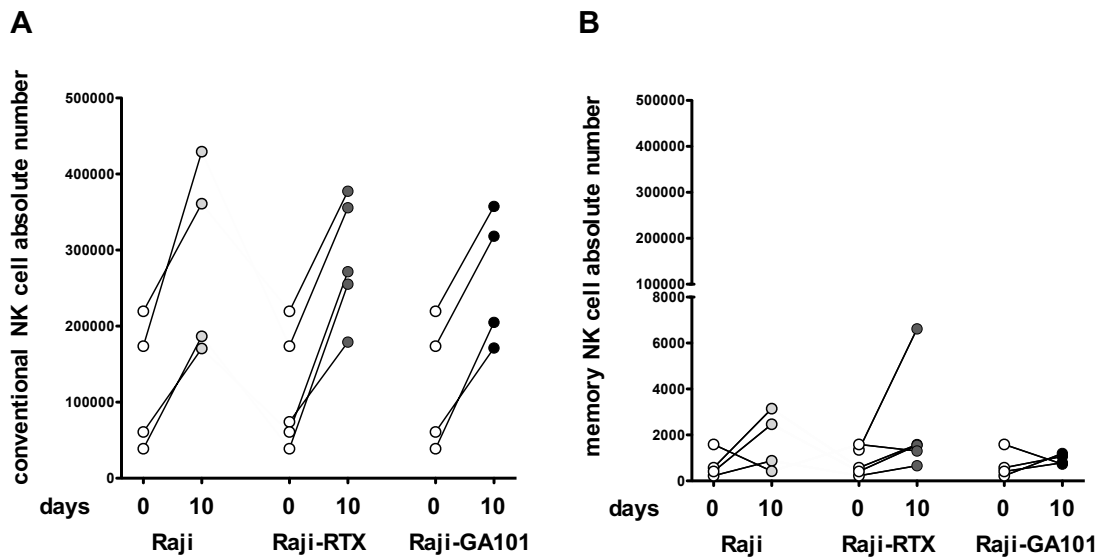 A
conventional NK cell absolute number
500000
400000
300000
200000
100000
0
days 0 10 0 10 0 10
Raji Raji-RTX Raji-GA101
B
memory NK cell absolute number
500000
400000
300000
200000
100000
8000
6000
4000
2000
0
days 0 10 0 10 0 10
Raji Raji-RTX Raji-GA101